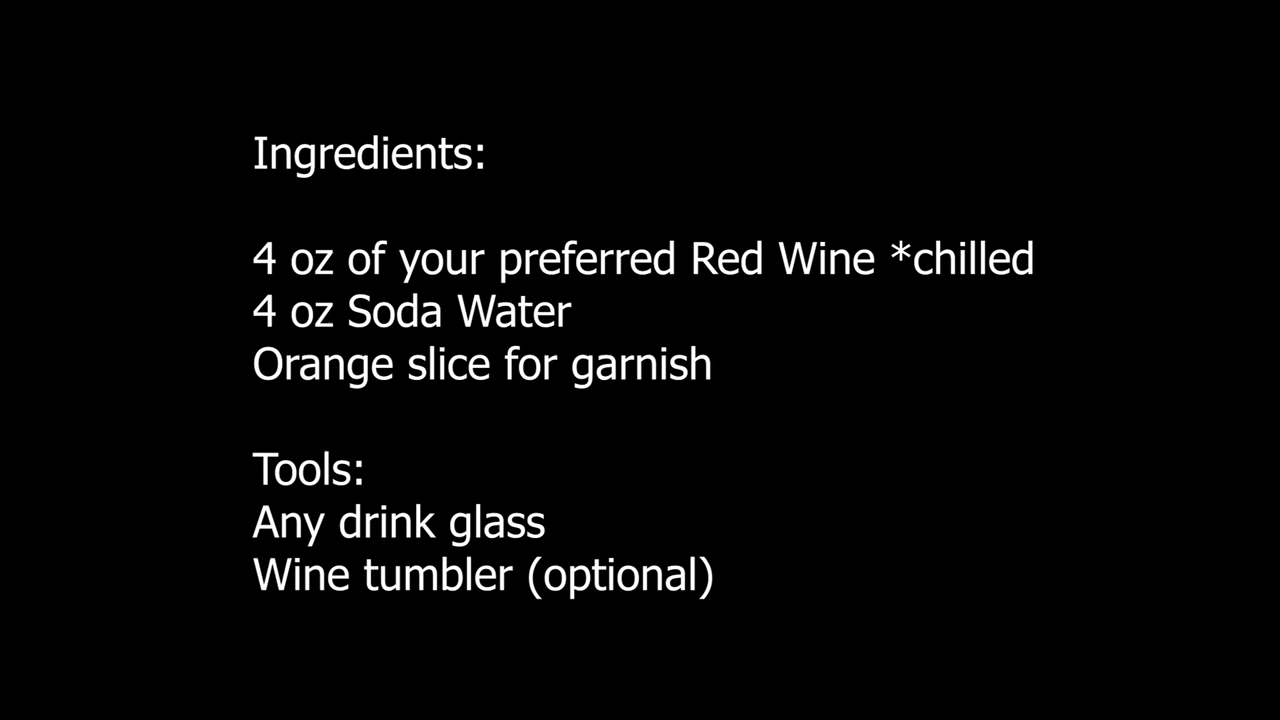 Ingredients:
4 oz of your preferred Red Wine *chilled
4 oz Soda Water
Orange slice for garnish
Tools:
Any drink glass
Wine tumbler (optional)